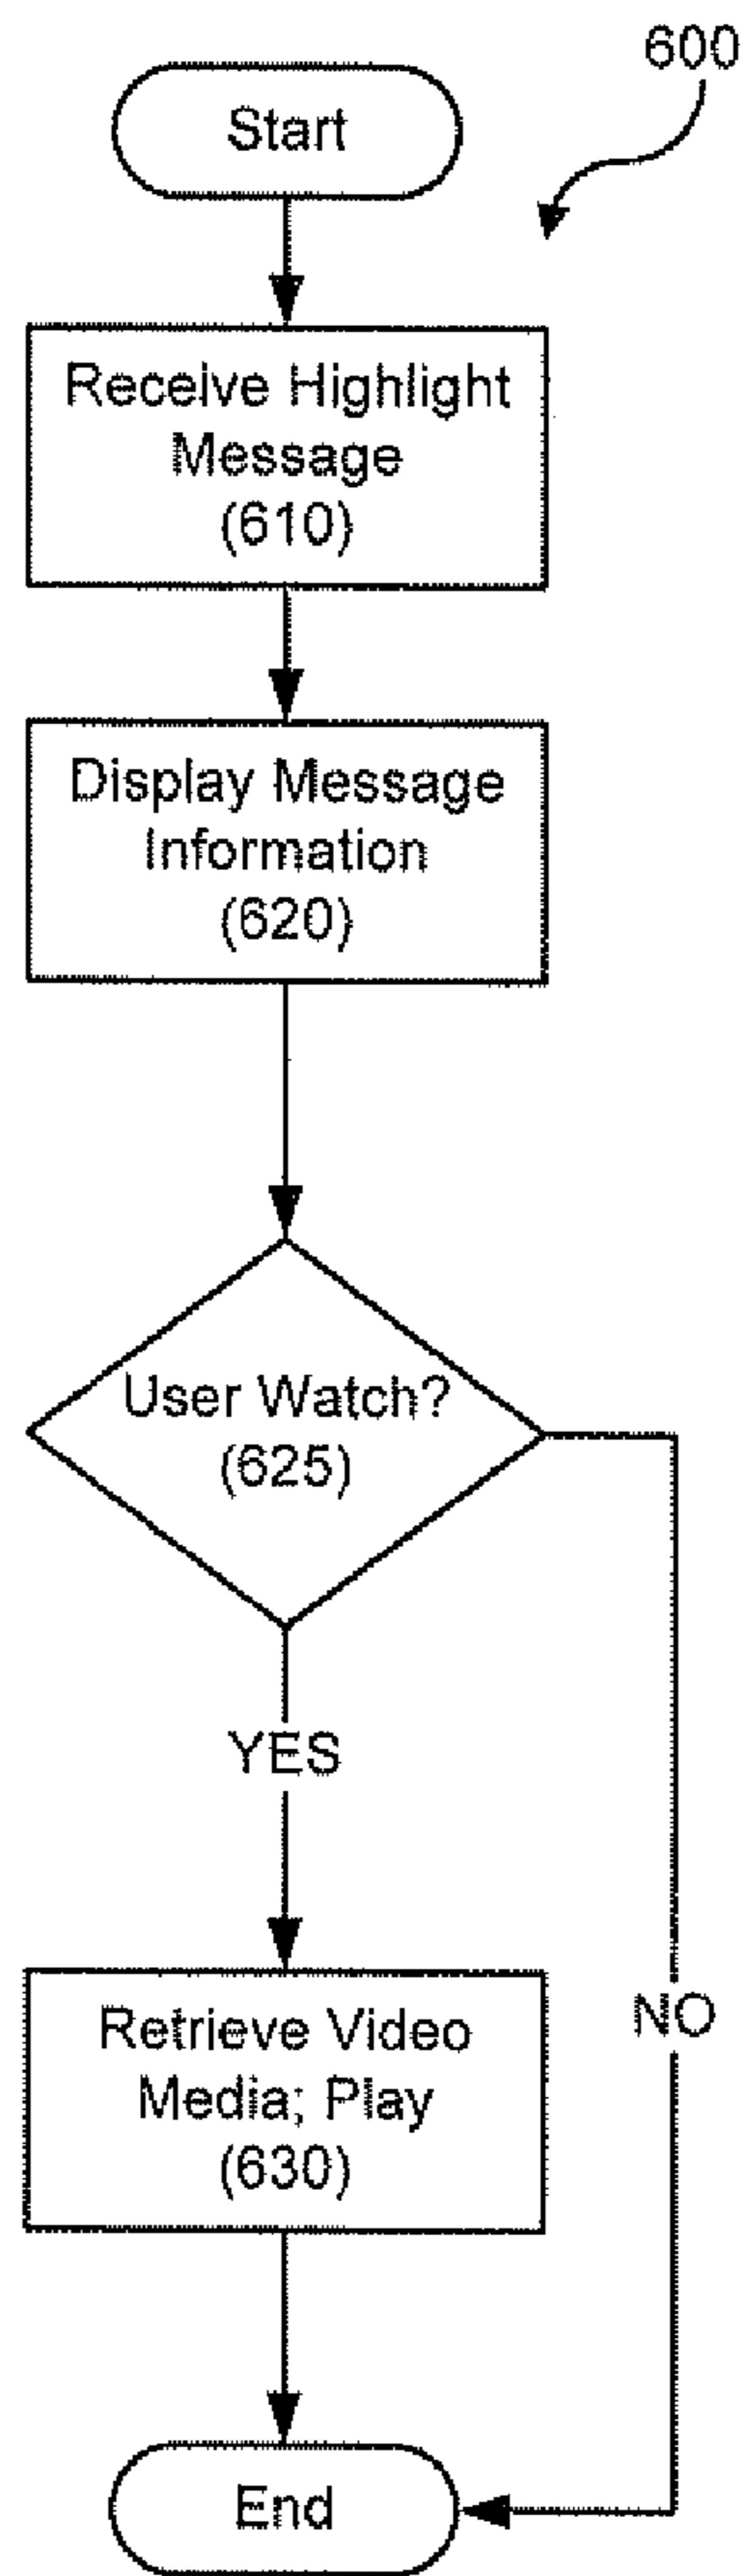 600
Start
Receive Highlight
Message
(610)
Display Message
Information
(620)
User Watch?
(625)
YES
Retrieve Video
Media; Play
(630)
NO
End